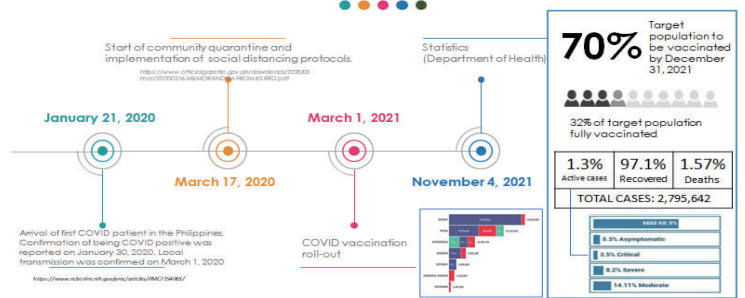 Start of community quarantine and
implementation of social distancing protocols.
January 21, 2020
March 17, 2020
Arrival of first COVID patient in the Philippines.
Confirmation of being COVID positive was
reported on January 30, 2020. Local
transmission was confirmed on March 1, 2020
March 1, 2021
COVID vaccination
roll-out
Statistics
(Department of Health)
November 4, 2021
70%
Target
population to
be vaccinated
by December
31, 2021
32% of target population
fully vaccinated
1.3%
Active cases
97.1%
Recovered
1.57%
Deaths
TOTAL CASES: 2,795,642
Mild 68.9%
5.3% Asymptomatic
3.5% Critical
8.2% Severe
14.11% Moderate